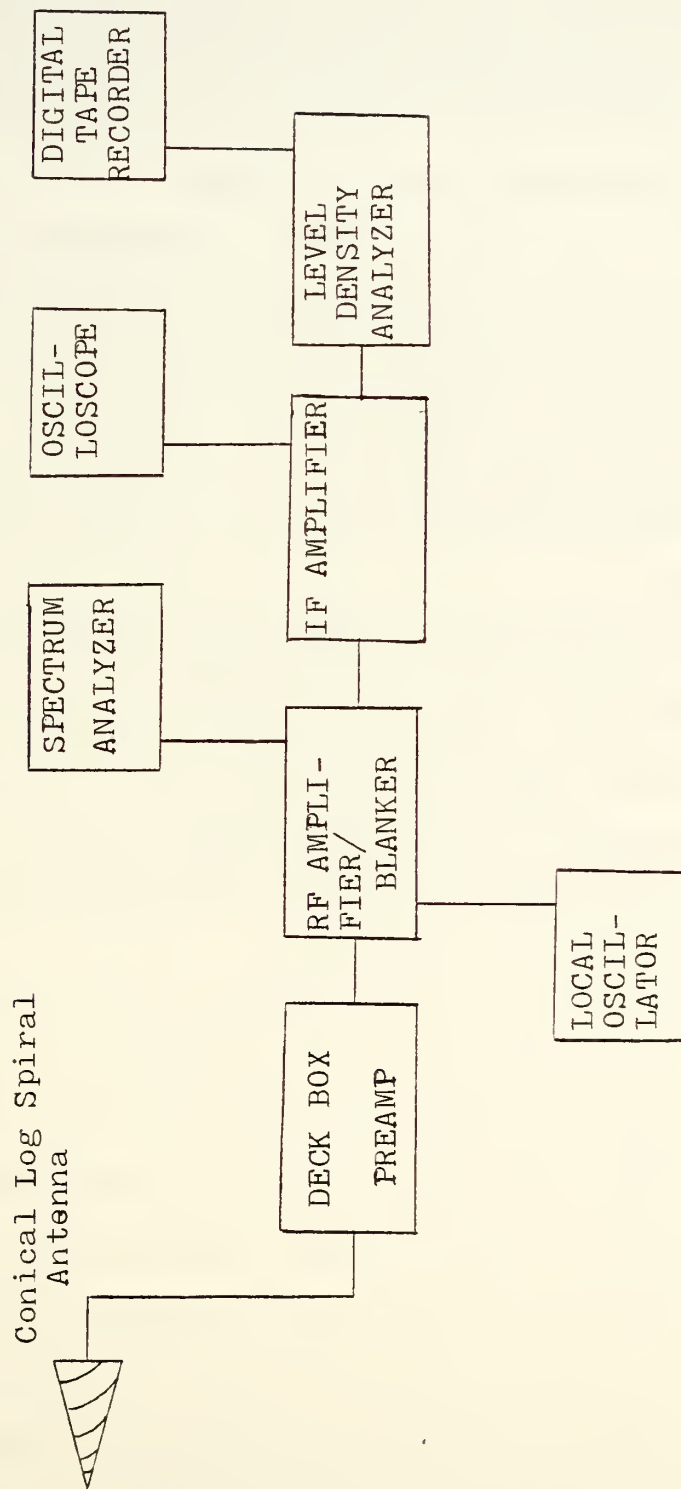 Conical Log Spiral
Antenna
DECK BOX
PREAMP
RF AMPLI-
FIER/
BLANKER
LOCAL
OSCIL-
LATOR
SPECTRUM
ANALYZER
IF AMPLIFIER
OSCIL-
LOSCOPE
LEVEL
DENSITY
ANALYZER
DIGITAL
TAPE
RECORDER